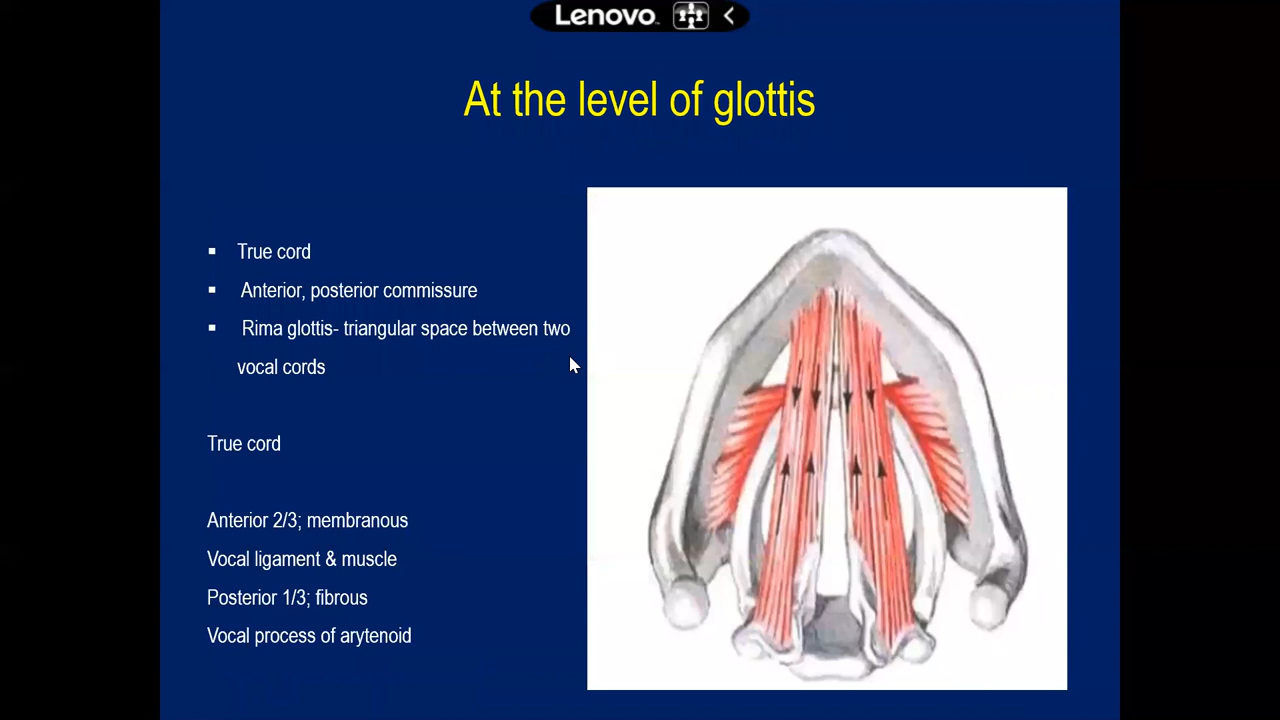 Lenovo
At the level of glottis
▪ True cord
▪ Anterior, posterior commissure
▪ Rima glottis- triangular space between two
vocal cords
True cord
Anterior 2/3; membranous
Vocal ligament & muscle
Posterior 1/3; fibrous
Vocal process of arytenoid